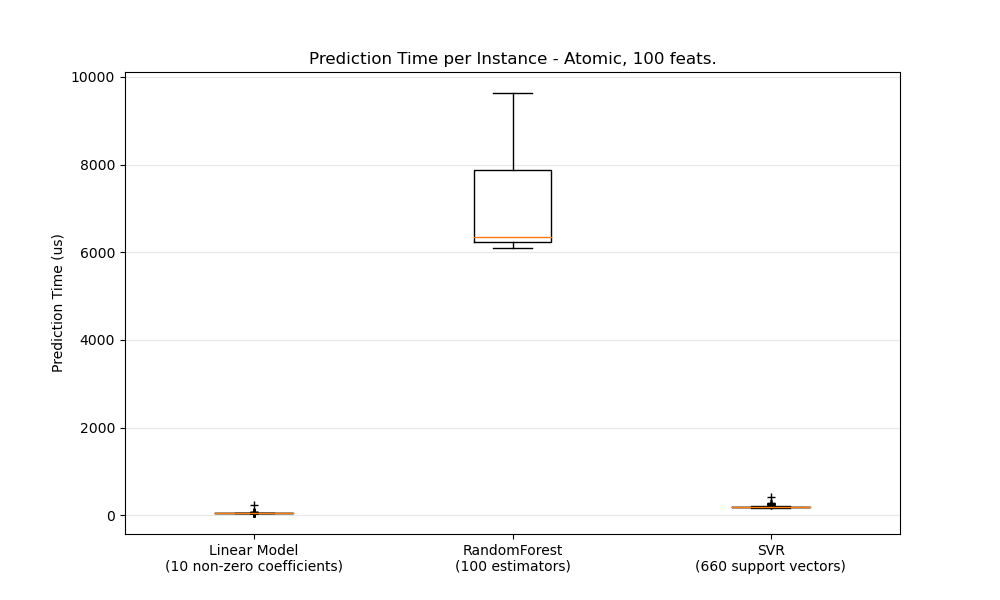 Prediction Time per Instance - Atomic, 100 feats.
Prediction Time (us)
10000
8000
6000
4000
2000
0
Linear Model
(10 non-zero coefficients)
RandomForest
(100 estimators)
SVR
(660 support vectors)